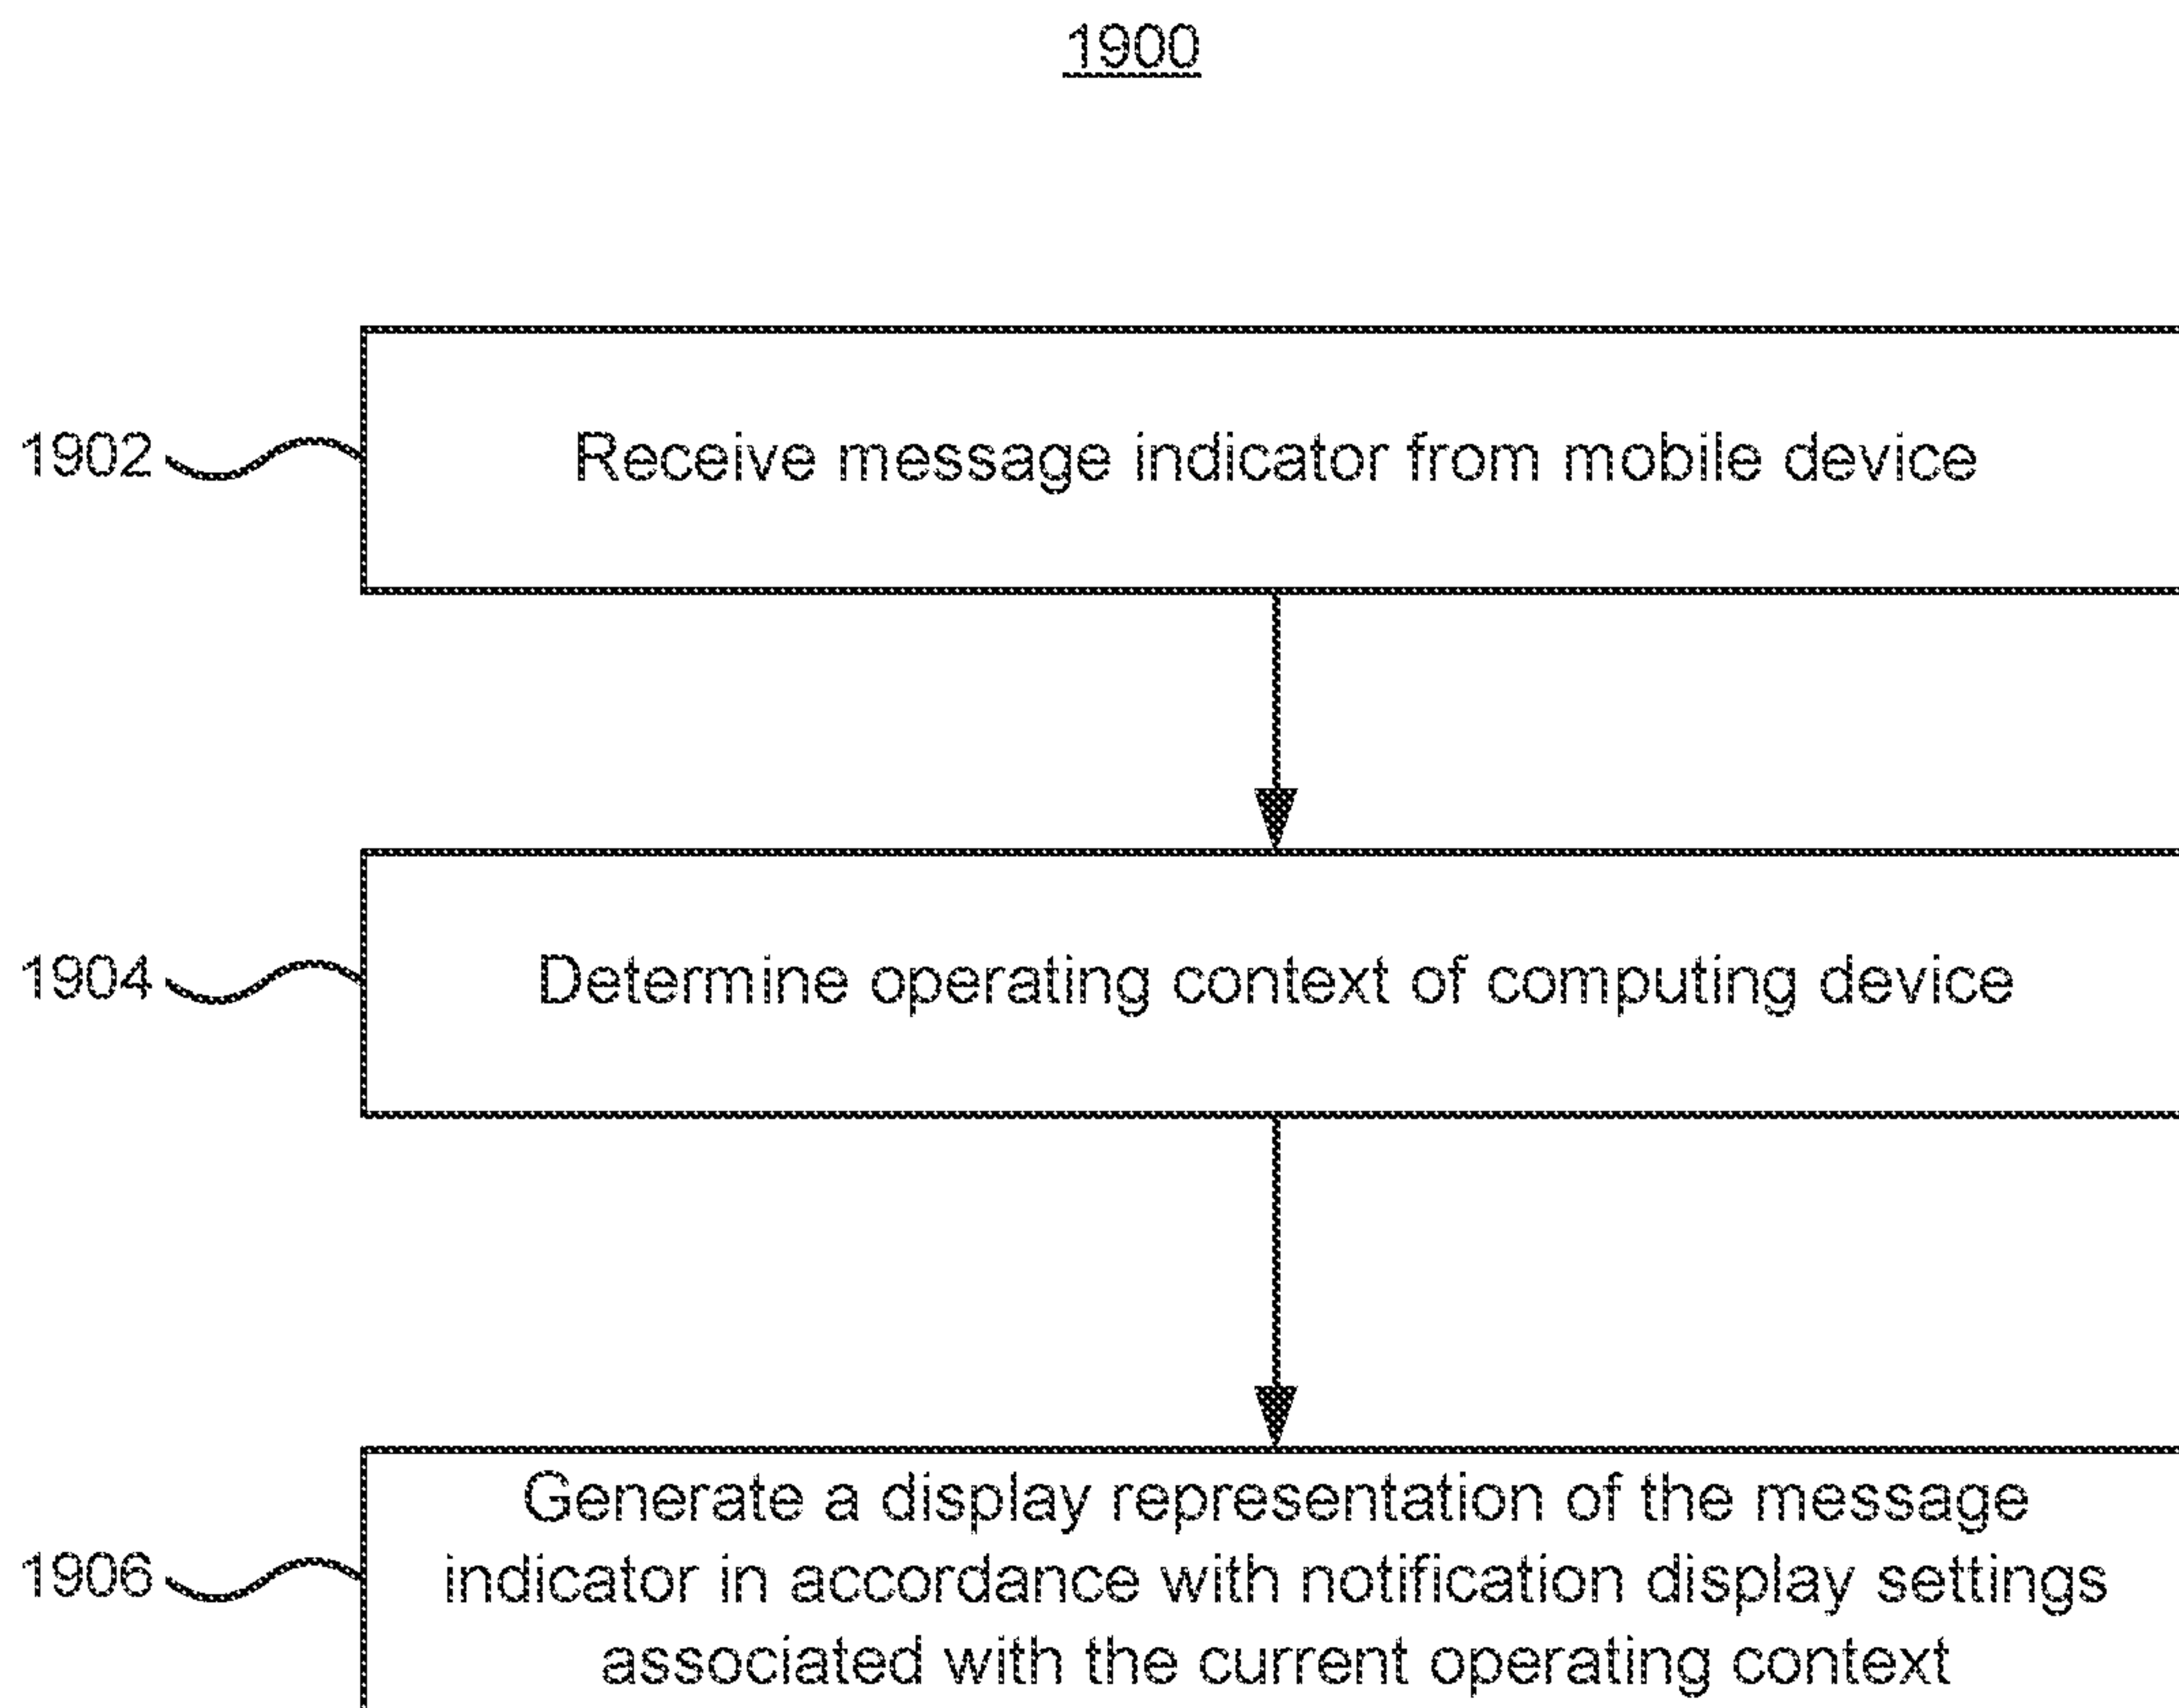 1900
1902
Receive message indicator from mobile device
1904
Determine operating context of computing device
1906
Generate a display representation of the message
indicator in accordance with notification display settings
associated with the current operating context